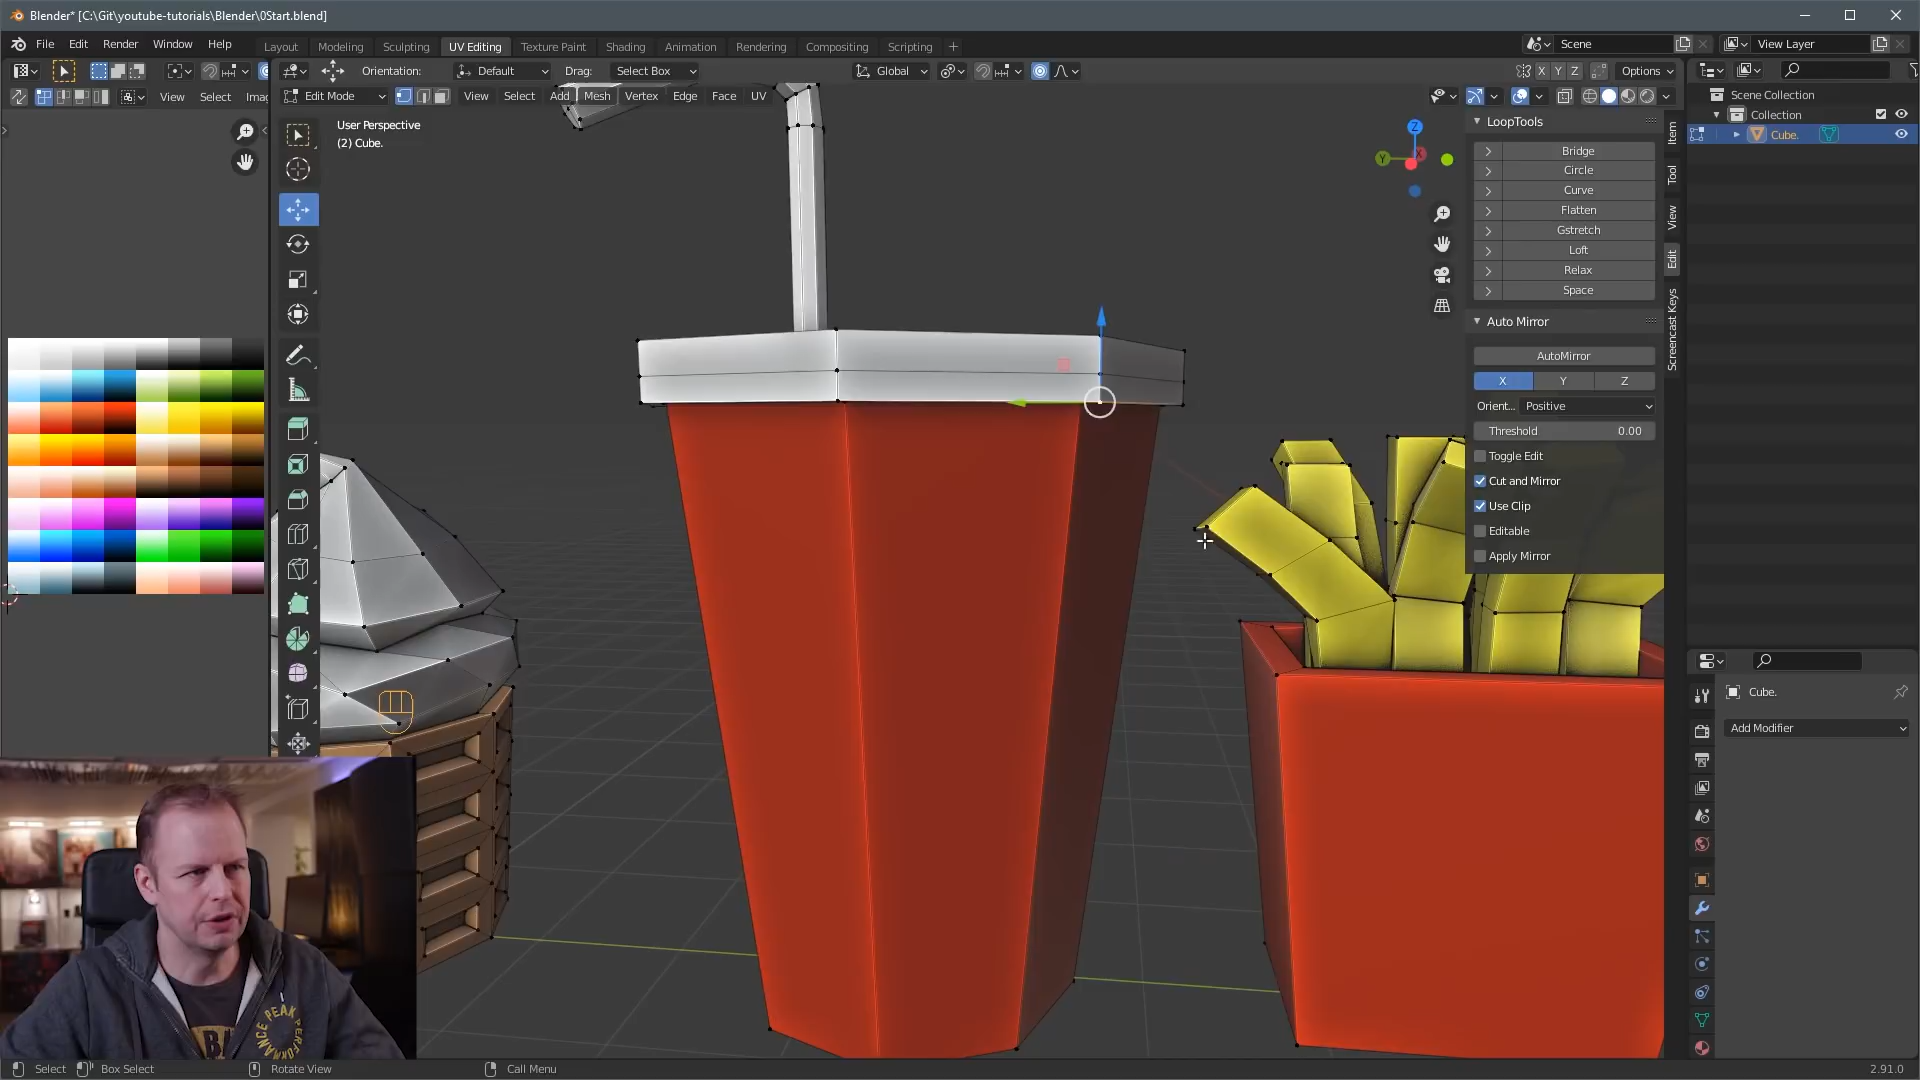 Blender* [C:\Git\youtube-tutorials\Blender\0Start.blend]
File Edit Render Window Help
Layout Modeling Sculpting UV Editing Texture Paint Shading Animation Rendering Compositing Scripting +
Scene
View Layer
Orientation: Default Drag: Select Box
Global
X Y Z
Options
View Select Imag
Edit Mode
View Select Add Mesh Vertex Edge Face UV
User Perspective
(2) Cube.
Z
Y
X
LoopTools
Bridge
Circle
Curve
Flatten
Gstretch
Loft
Relax
Space
Auto Mirror
AutoMirror
X Y Z
Orient... Positive
Threshold 0.00
Toggle Edit
Cut and Mirror
Use Clip
Editable
Apply Mirror
Item
Tool
View
Edit
Screencast Keys
Scene Collection
Collection
Cube.
Cube.
Add Modifier
PEAK
PERFORMANCE
Select Box Select Rotate View Call Menu
2.91.0